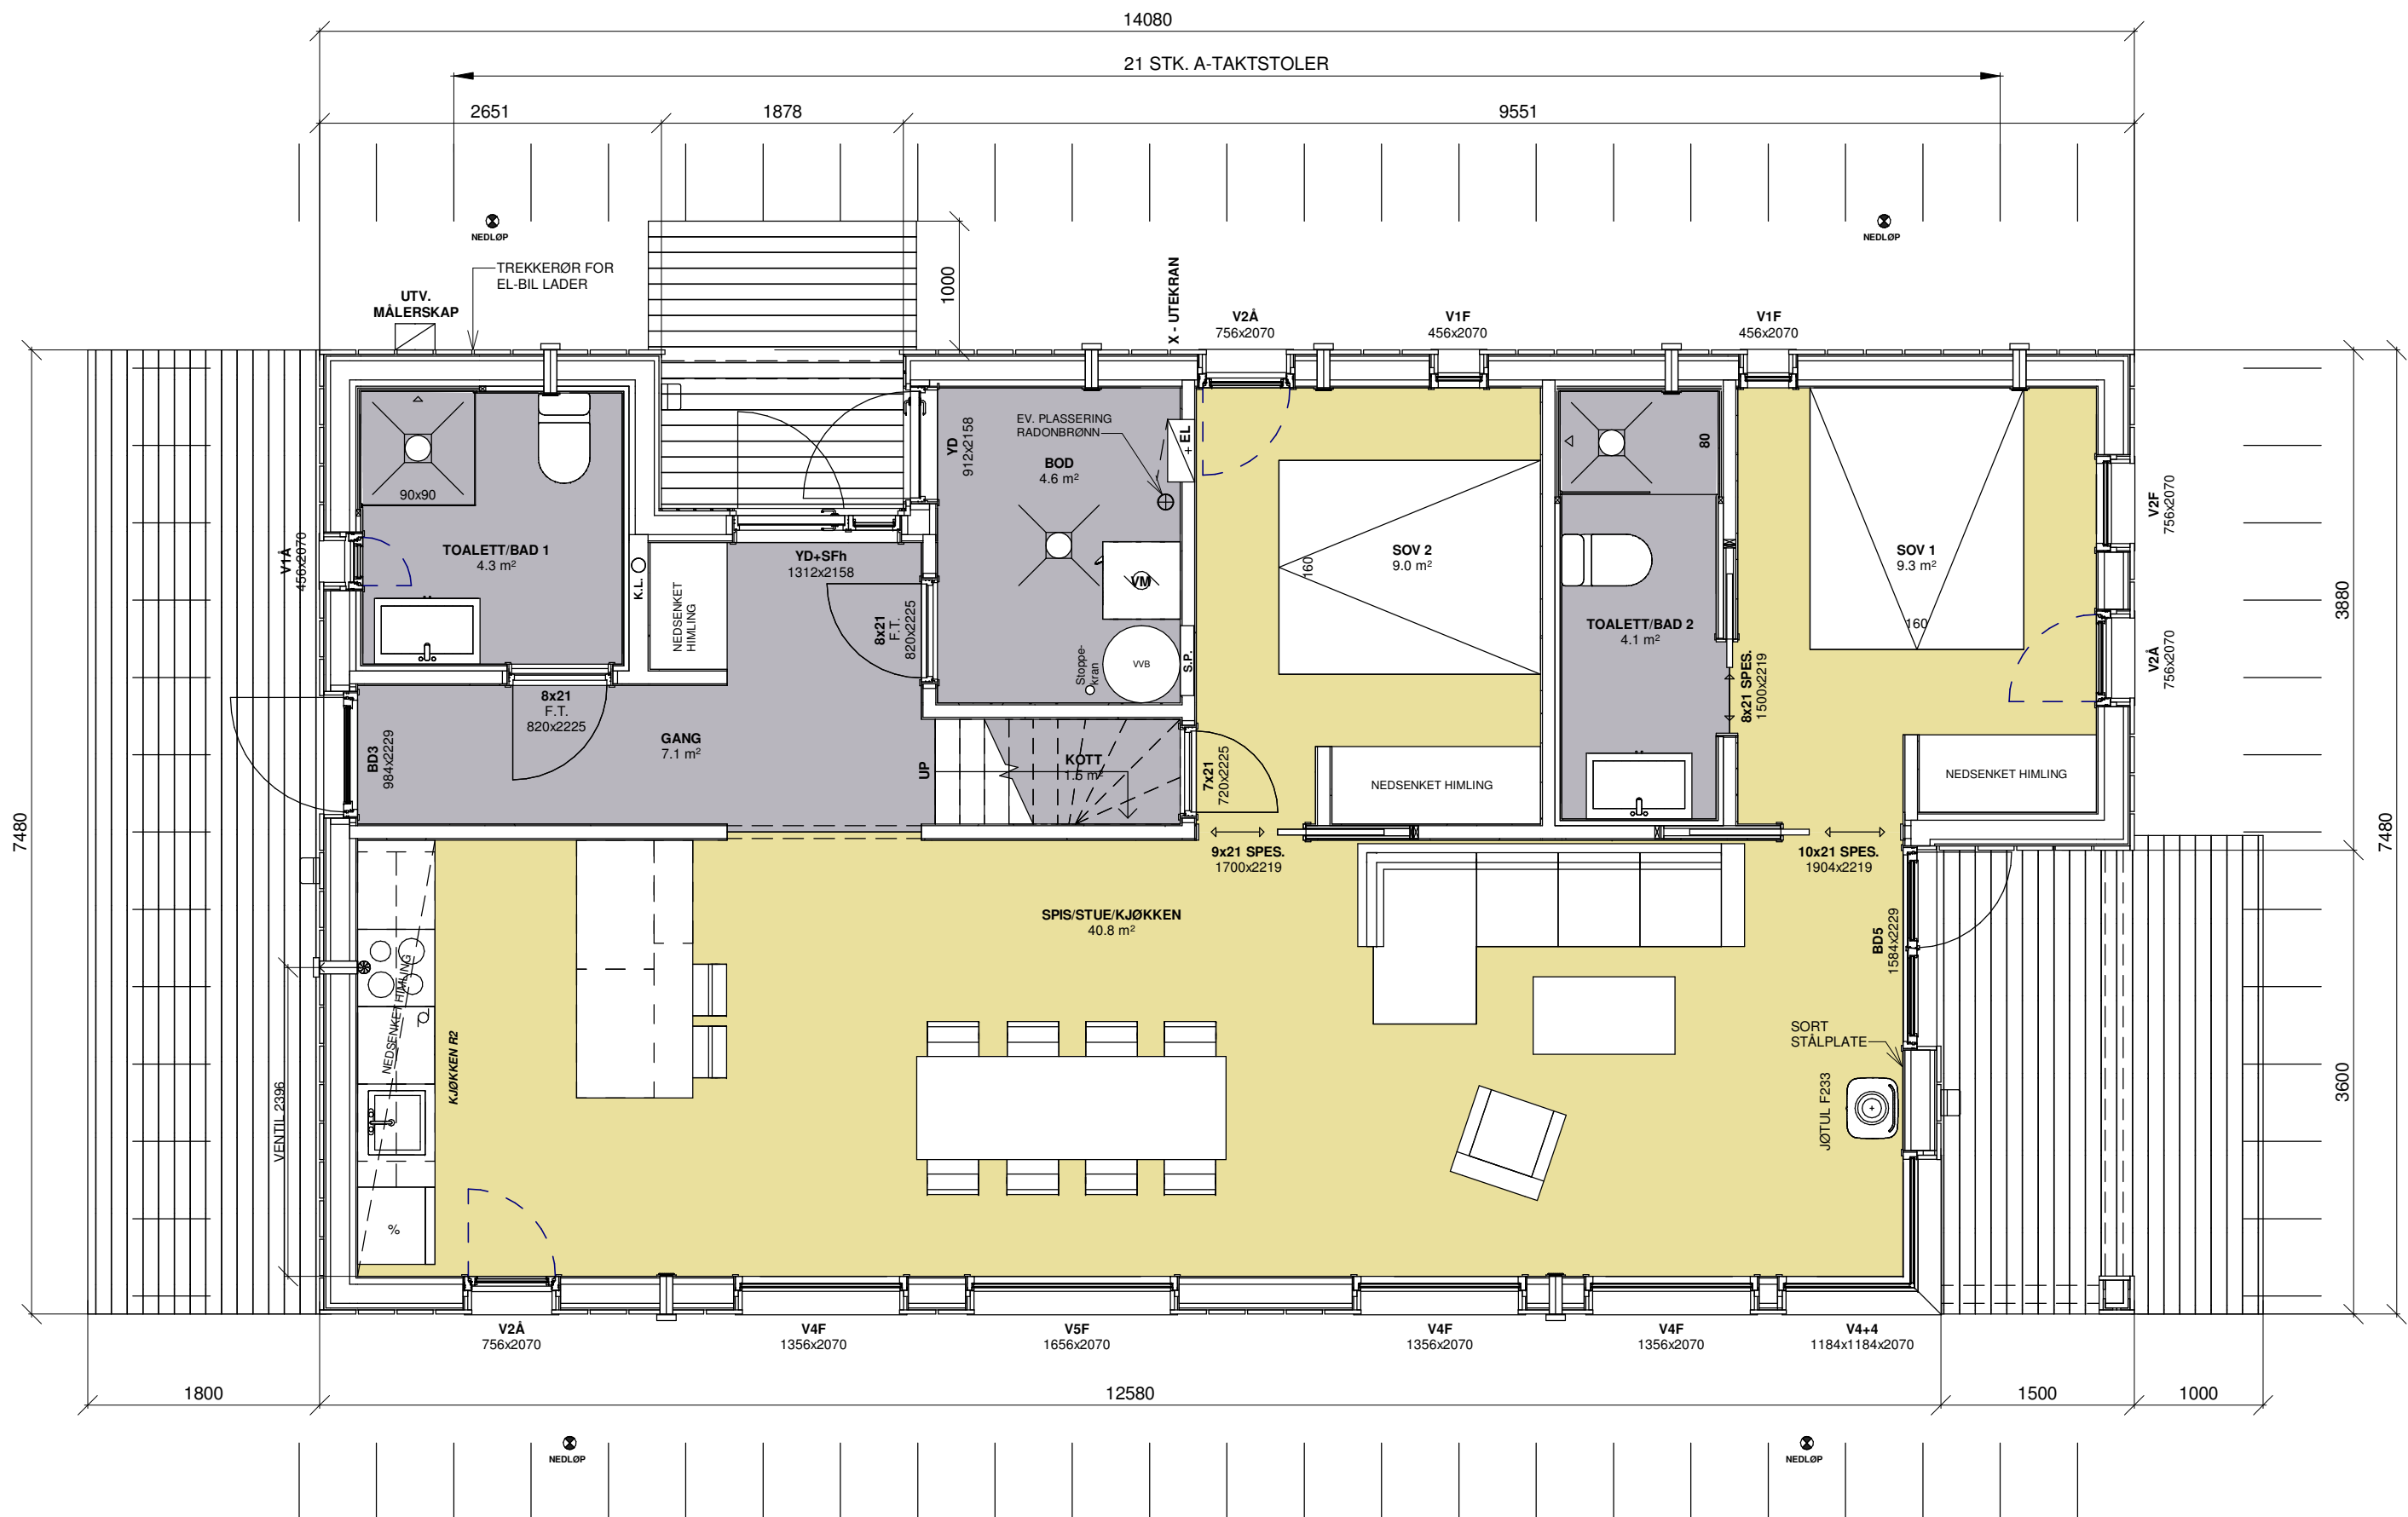 14080
21 STK. A-TAKTSTOLER
2651
1878
9551
NEDLØP
NEDLØP
TREKKERØR FOR
EL-BIL LADER
UTV.
MÅLERSKAP
1000
X - UTEKRAN
V2Å
756x2070
V1F
456x2070
V1F
456x2070
90x90
TOALETT/BAD 1
4.3 m²
V1Å
456x2070
K.L.
NEDSENKET
HIMLING
YD+SFh
1312x2158
YD
912x2158
EV. PLASSERING
RADONBRØNN
+ EL
BOD
4.6 m²
VM
VVB
Stoppe-
kran
S.P.
8x21
F.T.
820x2225
SOV 2
9.0 m²
160
80
TOALETT/BAD 2
4.1 m²
SOV 1
9.3 m²
160
V2F
756x2070
V2Å
756x2070
8x21 SPES.
1500x2219
8x21
F.T.
820x2225
BD3
984x2229
GANG
7.1 m²
UP
KOTT
1.5 m²
7x21
720x2225
NEDSENKET HIMLING
NEDSENKET HIMLING
3880
7480
7480
3600
9x21 SPES.
1700x2219
10x21 SPES.
1904x2219
SPIS/STUE/KJØKKEN
40.8 m²
BD5
1584x2229
NEDSENKET HIMLING
KJØKKEN R2
VENTIL 2396
SORT
STÅLPLATE
JØTUL F233
%
V2Å
756x2070
V4F
1356x2070
V5F
1656x2070
V4F
1356x2070
V4F
1356x2070
V4+4
1184x1184x2070
1800
12580
1500
1000
NEDLØP
NEDLØP